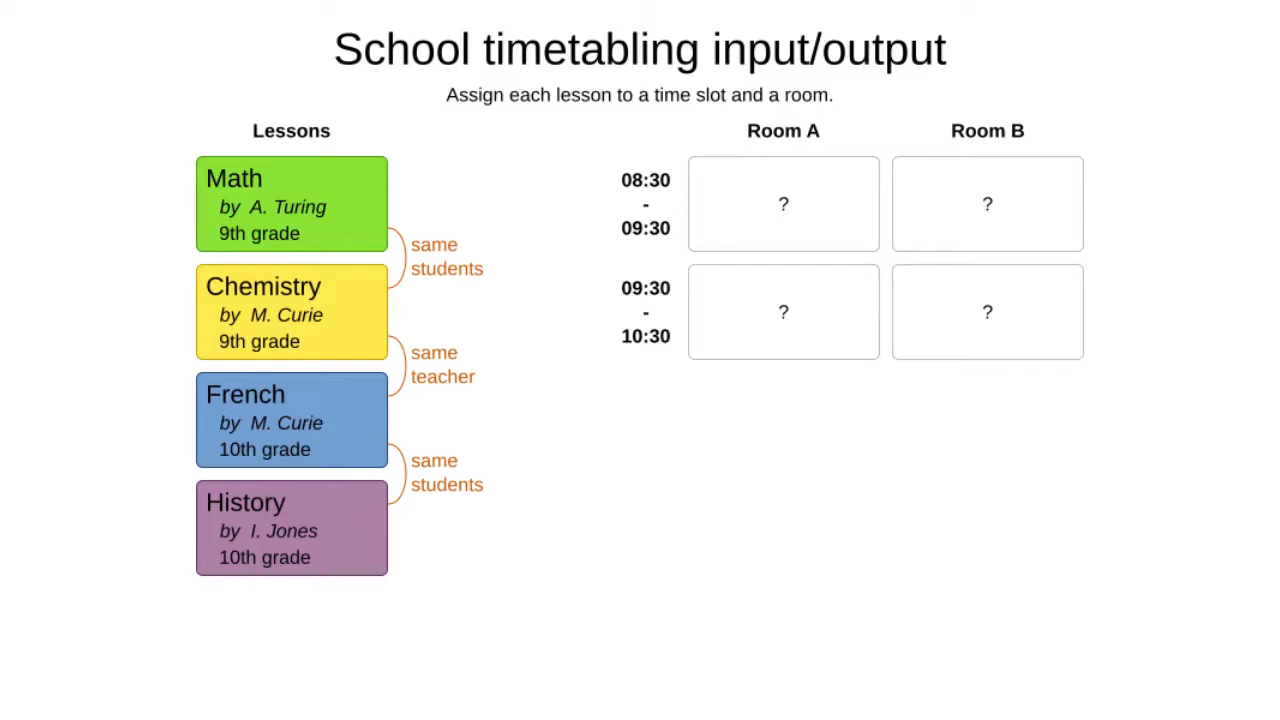 School timetabling input/output
Assign each lesson to a time slot and a room.
Lessons
Math
by A. Turing
9th grade
same
students
Chemistry
by M. Curie
9th grade
same
teacher
French
by M. Curie
10th grade
same
students
History
by I. Jones
10th grade
Room A
Room B
08:30
-
09:30
?
?
09:30
-
10:30
?
?